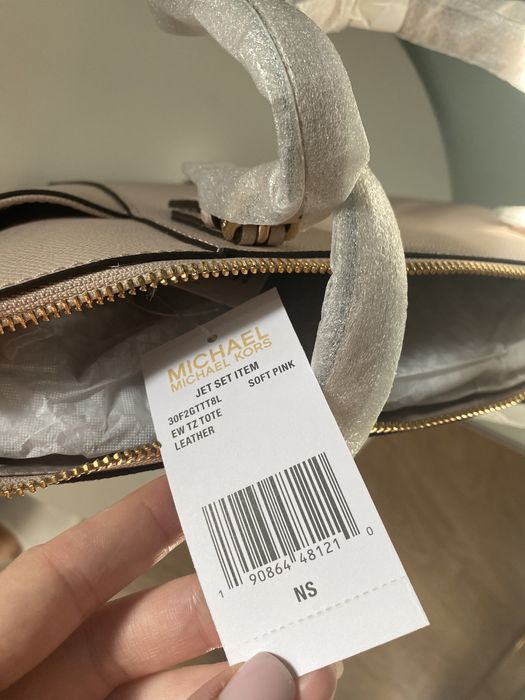 MICHAEL
MICHAEL KORS
JET SET ITEM
30F2GTTT8L SOFT PINK
EW TZ TOTE
LEATHER
1 90864 48121 0
NS